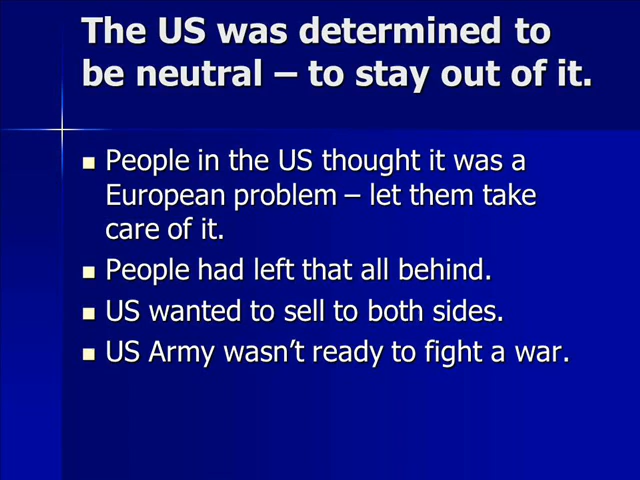 The US was determined to
be neutral – to stay out of it.
People in the US thought it was a
European problem – let them take
care of it.
People had left that all behind.
US wanted to sell to both sides.
US Army wasn’t ready to fight a war.